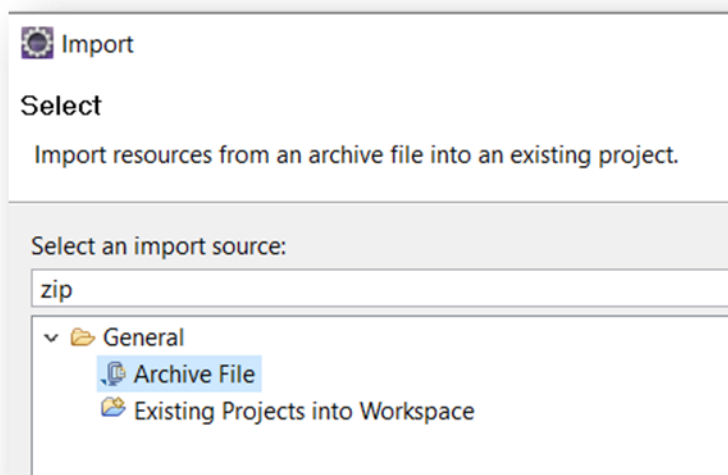 Import
Select
Import resources from an archive file into an existing project.
Select an import source:
zip
General
Archive File
Existing Projects into Workspace